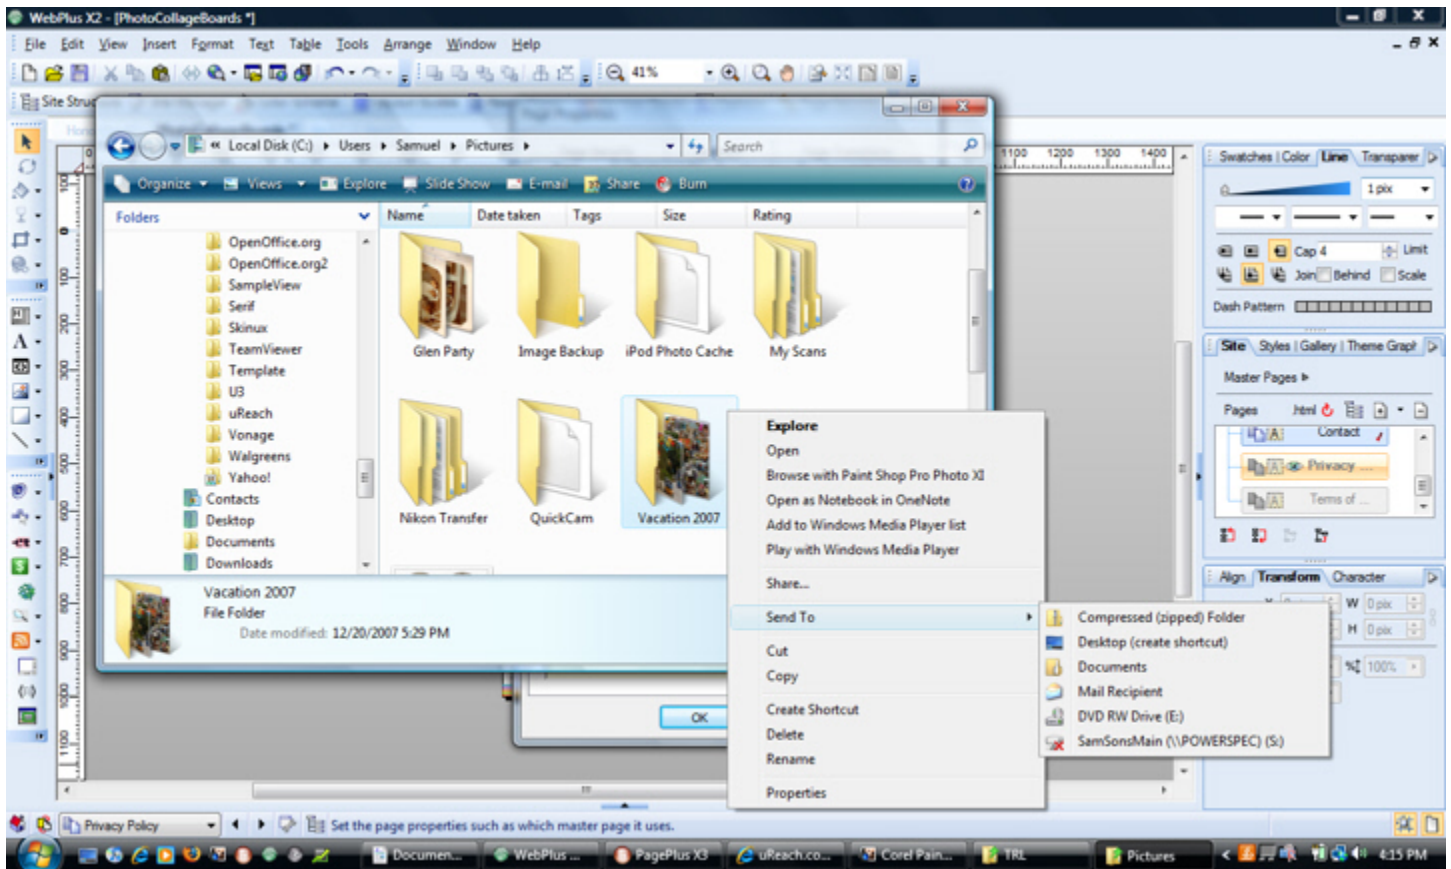 WebPlus X2 - [PhotoCollageBoards *]
File Edit View Insert Format Text Table Tools Arrange Window Help
41%
Site Struc
Local Disk (C:) Users Samuel Pictures
Search
Organize Views Explore Slide Show E-mail Share Burn
Folders
Name Date taken Tags Size Rating
OpenOffice.org
OpenOffice.org2
SampleView
Serif
Skinux
TeamViewer
Template
U3
uReach
Vonage
Walgreens
Yahoo!
Contacts
Desktop
Documents
Downloads
Glen Party
Image Backup
iPod Photo Cache
My Scans
Nikon Transfer
QuickCam
Vacation 2007
Vacation 2007
File Folder
Date modified: 12/20/2007 5:29 PM
OK
Explore
Open
Browse with Paint Shop Pro Photo XI
Open as Notebook in OneNote
Add to Windows Media Player list
Play with Windows Media Player
Share...
Send To
Cut
Copy
Create Shortcut
Delete
Rename
Properties
Compressed (zipped) Folder
Desktop (create shortcut)
Documents
Mail Recipient
DVD RW Drive (E:)
SamSonsMain (\\POWERSPEC) (S:)
1100 1200 1300 1400
Swatches | Color Line Transparer
1 pix
Cap 4 Limit
Join Behind Scale
Dash Pattern
Site Styles | Gallery | Theme Graph
Master Pages
Pages .html
Contact
Privacy ...
Terms of ...
Align Transform Character
W 0 pix
H 0 pix
100%
Privacy Policy
Set the page properties such as which master page it uses.
Documen... WebPlus ... PagePlus X3 uReach.co... Corel Pain... TRL Pictures 4:15 PM